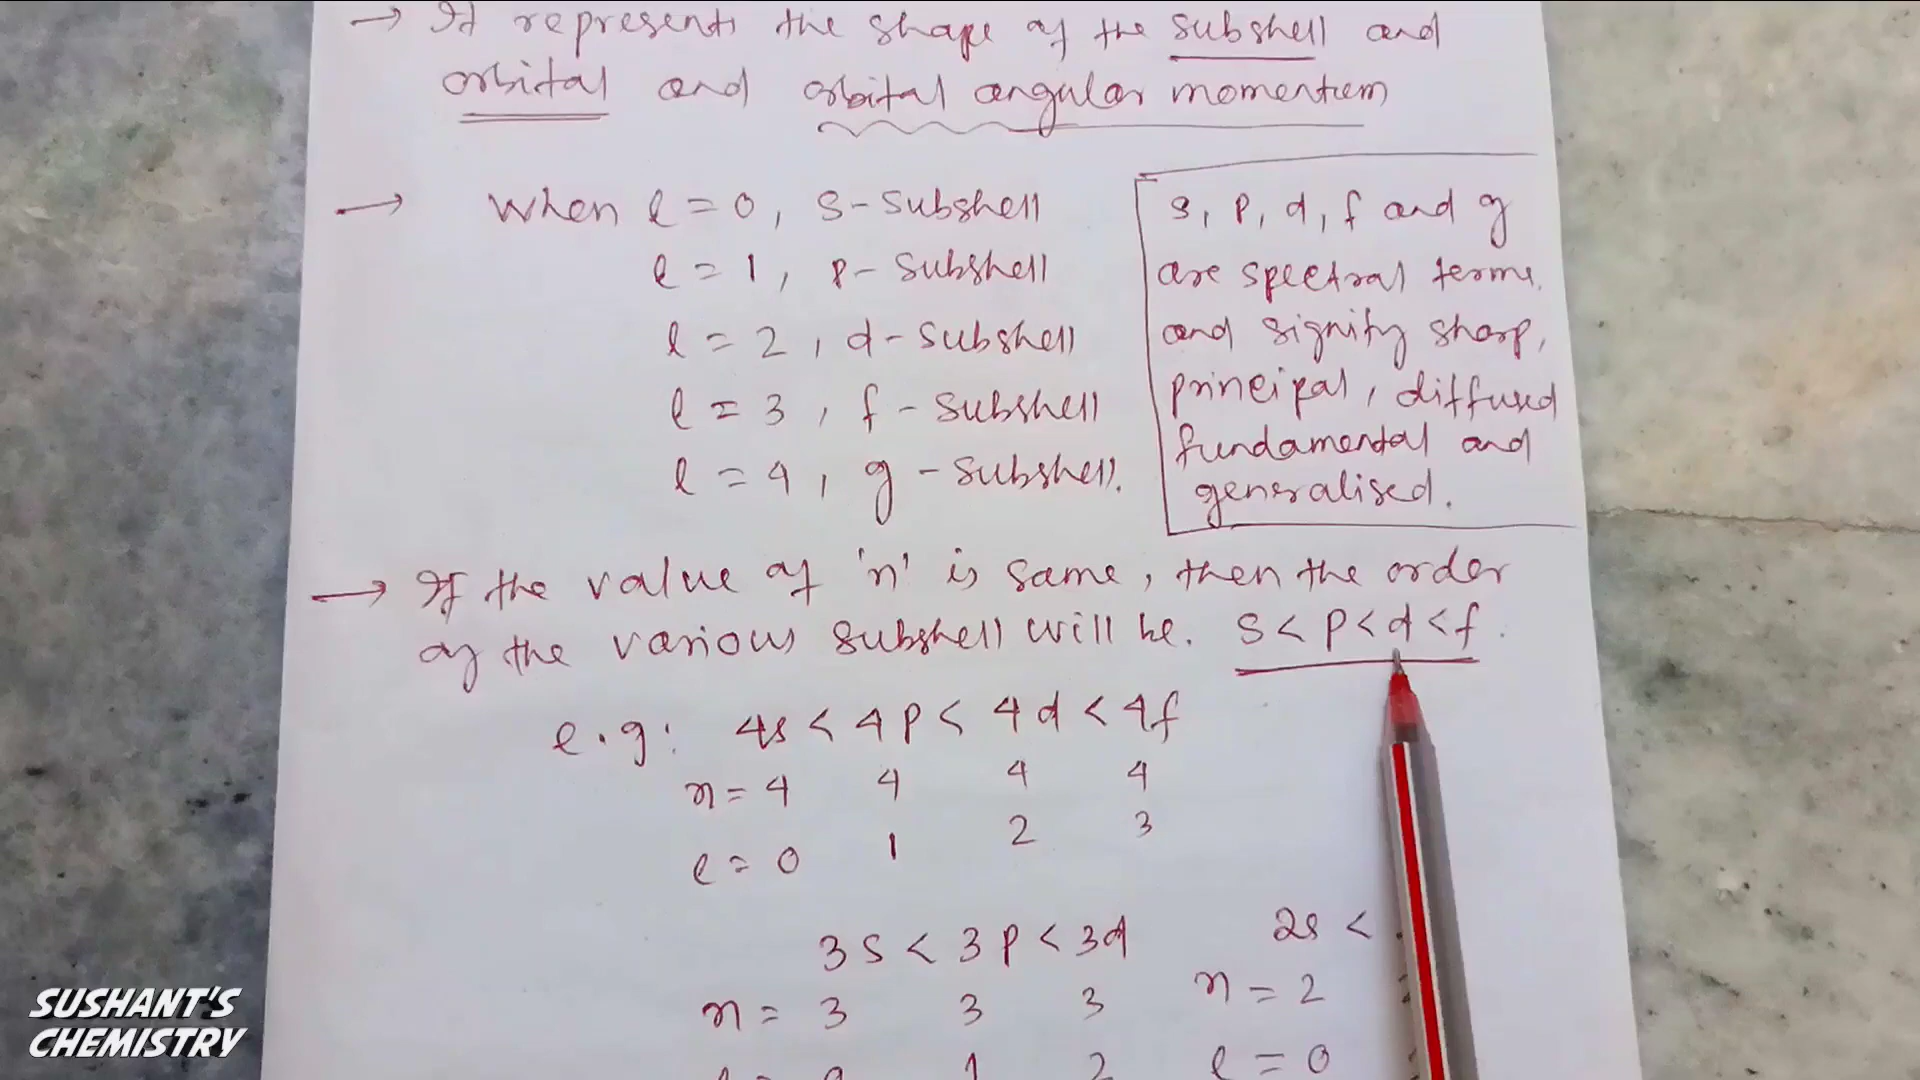 → It represents the shape of the subshell and
orbital and orbital angular momentum
→ When l = 0, s-subshell
l = 1, p-subshell
l = 2, d-subshell
l = 3, f-subshell
l = 4, g-subshell.
s, p, d, f and g
are spectral terms.
and signify sharp,
principal, diffused
fundamental and
generalised.
→ If the value of 'n' is same, then the order
of the various subshell will be. s < p < d < f.
e.g: 4s < 4p < 4d < 4f
n = 4 4 4 4
l = 0 1 2 3
3s < 3p < 3d
n = 3 3 3
1 2
2s <
n = 2
l = 0
SUSHANT'S
CHEMISTRY